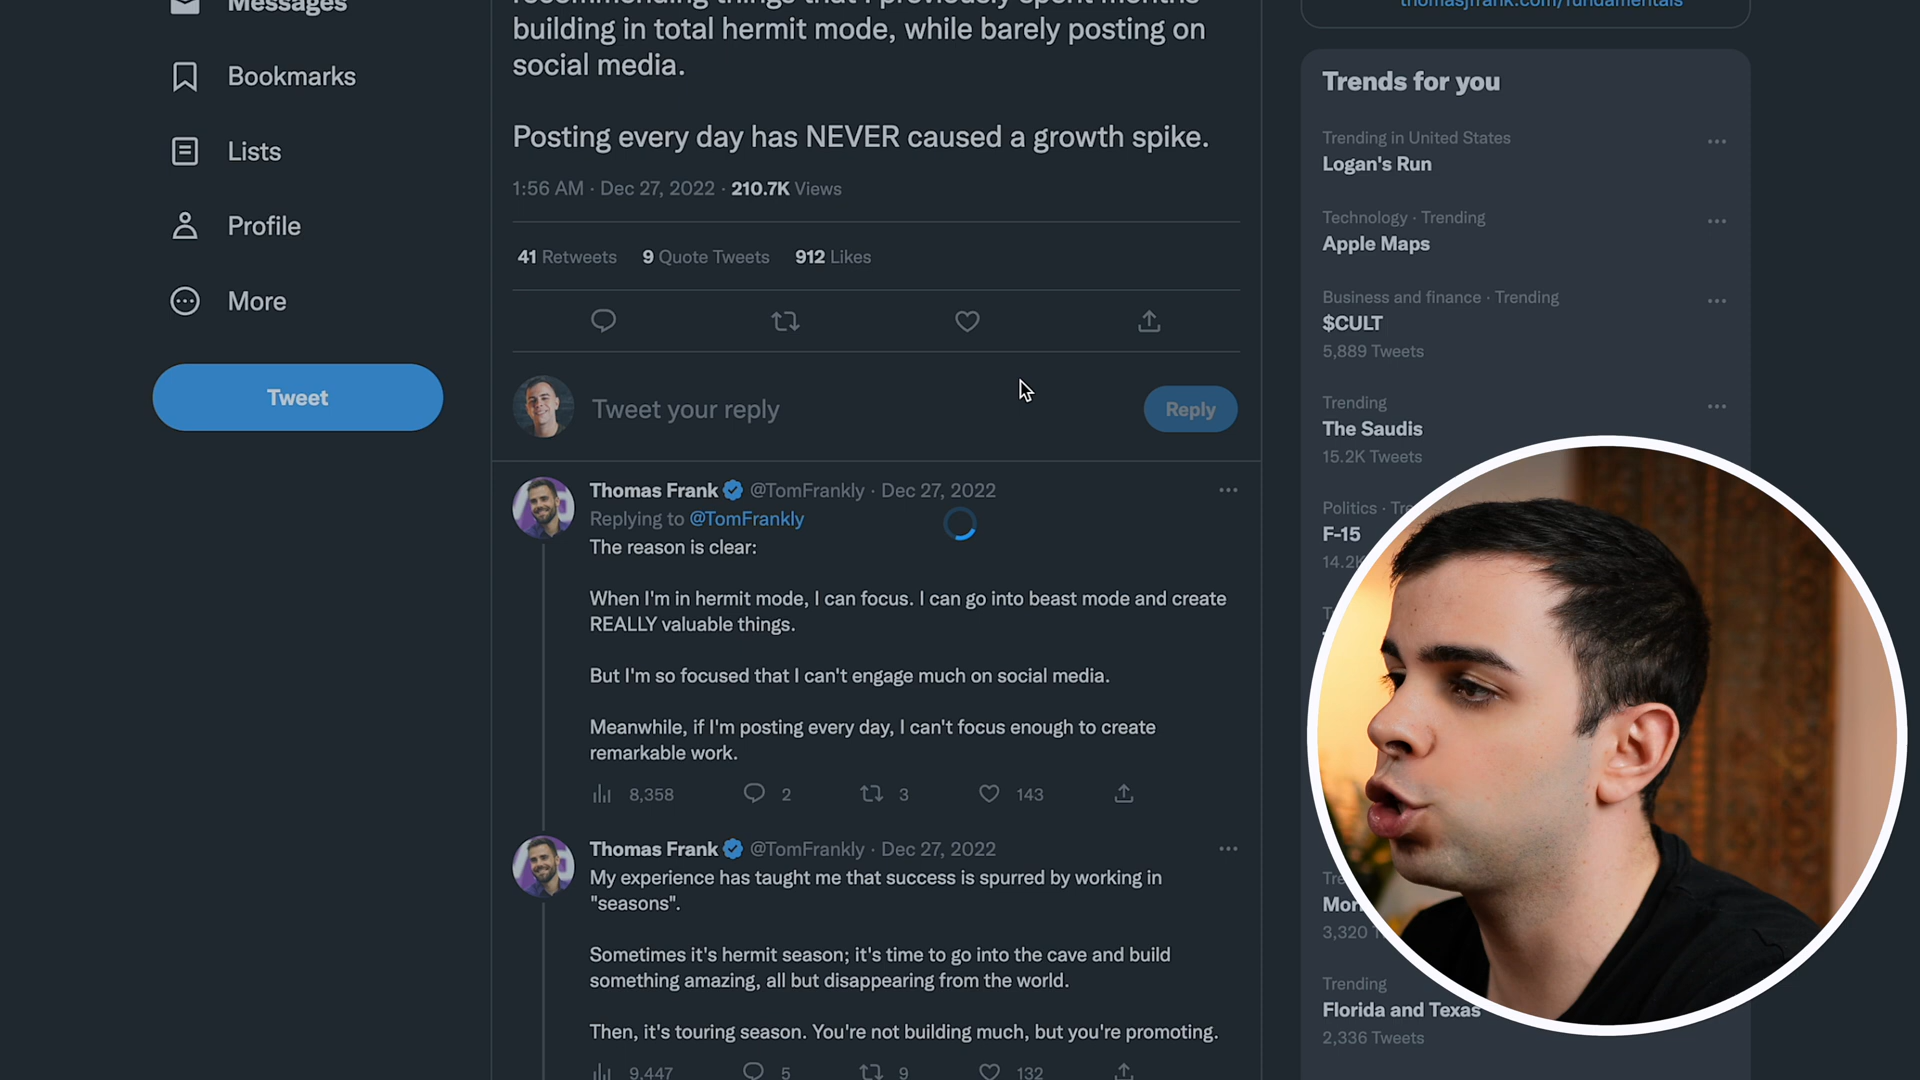 Messages
Bookmarks
Lists
Profile
More
Tweet
recommending things that I previously spent months
building in total hermit mode, while barely posting on
social media.
Posting every day has NEVER caused a growth spike.
1:56 AM · Dec 27, 2022 · 210.7K Views
41 Retweets 9 Quote Tweets 912 Likes
Tweet your reply
Reply
Thomas Frank @TomFrankly · Dec 27, 2022
Replying to @TomFrankly
The reason is clear:
When I'm in hermit mode, I can focus. I can go into beast mode and create
REALLY valuable things.
But I'm so focused that I can't engage much on social media.
Meanwhile, if I'm posting every day, I can't focus enough to create
remarkable work.
8,358 2 3 143
Thomas Frank @TomFrankly · Dec 27, 2022
My experience has taught me that success is spurred by working in
"seasons".
Sometimes it's hermit season; it's time to go into the cave and build
something amazing, all but disappearing from the world.
Then, it's touring season. You're not building much, but you're promoting.
9,447 5 9 132
thomasjfrank.com/fundamentals
Trends for you
Trending in United States
Logan's Run
Technology · Trending
Apple Maps
Business and finance · Trending
$CULT
5,889 Tweets
Trending
The Saudis
15.2K Tweets
Politics ·
F-15
14.2
3,320
Trending
Florida and Texas
2,336 Tweets